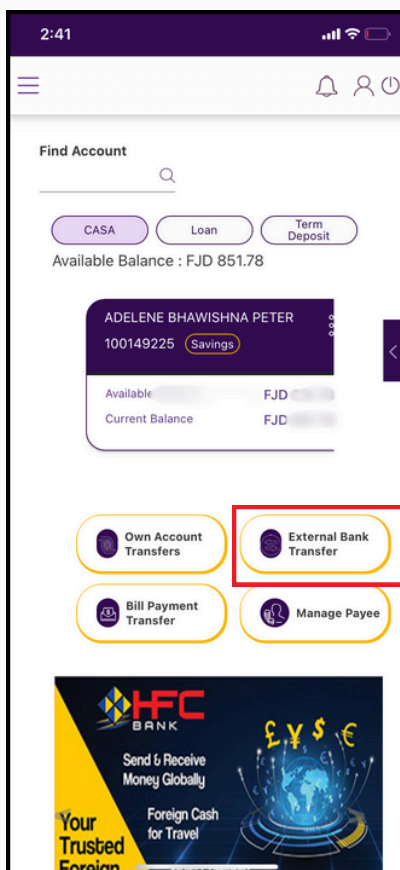 2:41
Find Account
CASA
Loan
Term
Deposit
Available Balance : FJD 851.78
ADELENE BHAWISHNA PETER
100149225 Savings
Available FJD
Current Balance FJD
Own Account
Transfers
External Bank
Transfer
Bill Payment
Transfer
Manage Payee
HFC
BANK
Send & Receive
Money Globally
Foreign Cash
for Travel
Your
Trusted
Foreign
£ ¥ $ €